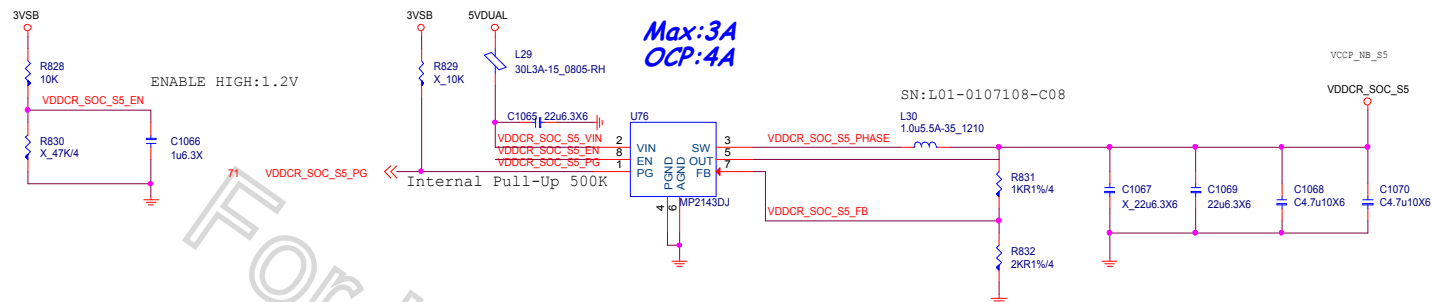 3VSB
R828
10K
ENABLE HIGH:1.2V
VDDCR_SOC_S5_EN
R830
X_47K/4
C1066
1u6.3X
71
VDDCR_SOC_S5_PG
3VSB
5VDUAL
R829
X_10K
L29
30L3A-15_0805-RH
Max:3A
OCP:4A
C1065
22u6.3X6
U76
VDDCR_SOC_S5_VIN
VDDCR_SOC_S5_EN
VDDCR_SOC_S5_PG
Internal Pull-Up 500K
2
8
1
VIN
EN
PG
PGND
AGND
SW
OUT
FB
3
5
7
4
6
MP2143DJ
VDDCR_SOC_S5_PHASE
VDDCR_SOC_S5_FB
SN:L01-0107108-C08
L30
1.0u5.5A-35_1210
R831
1KR1%/4
R832
2KR1%/4
VCCP_NB_S5
VDDCR_SOC_S5
C1067
X_22u6.3X6
C1069
22u6.3X6
C1068
C4.7u10X6
C1070
C4.7u10X6
For